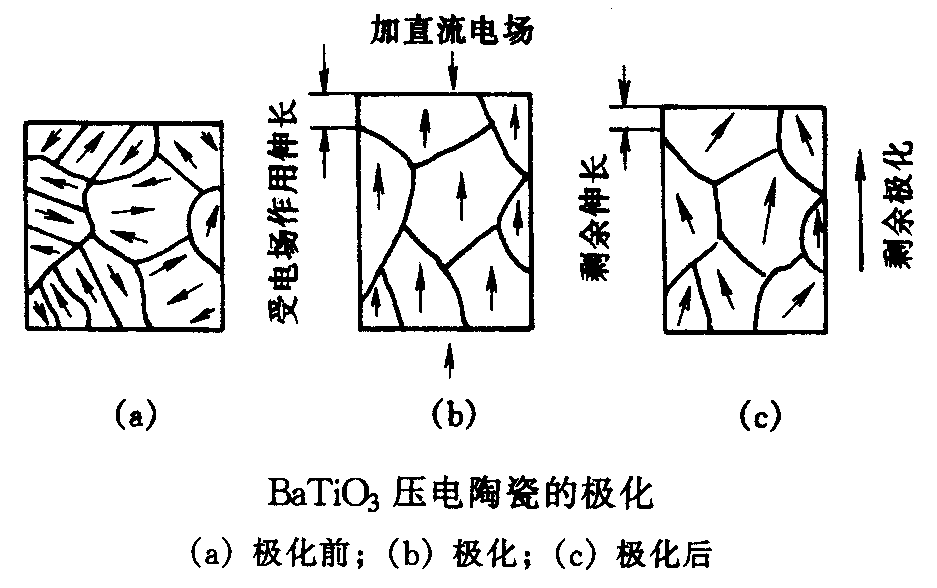 加直流电场
受电场作用伸长
剩余伸长
剩余极化
(a)
(b)
(c)
BaTiO₃ 压电陶瓷的极化
(a) 极化前；(b) 极化；(c) 极化后